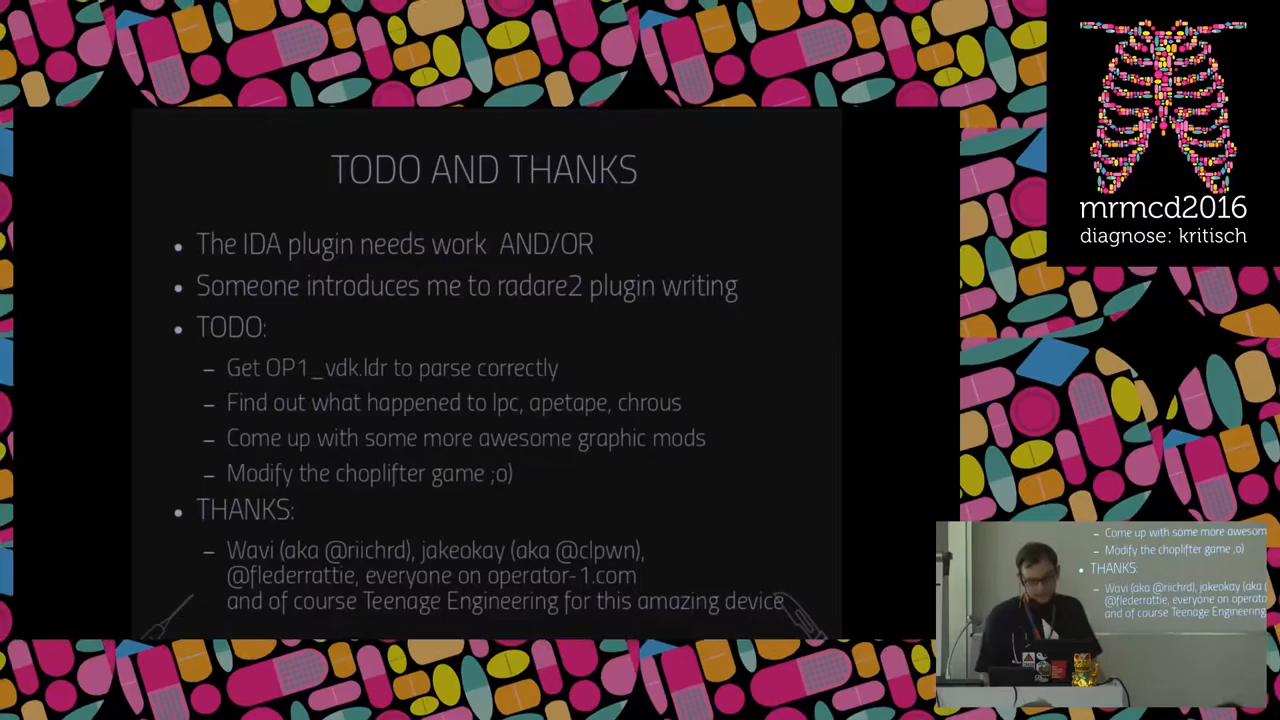 TODO AND THANKS
• The IDA plugin needs work  AND/OR
• Someone introduces me to radare2 plugin writing
• TODO:
– Get OP1_vdk.ldr to parse correctly
– Find out what happened to lpc, apetape, chrous
– Come up with some more awesome graphic mods
– Modify the choplifter game ;o)
• THANKS:
– Wavi (aka @riichrd), jakeokay (aka @clpwn),
@flederrattie, everyone on operator-1.com
and of course Teenage Engineering for this amazing device
mrmcd2016
diagnose: kritisch
– Come up with some more awesom
– Modify the choplifter game ;o)
• THANKS:
– Wavi (aka @riichrd), jakeokay (aka
@flederrattie, everyone on operato
and of course Teenage Engineering